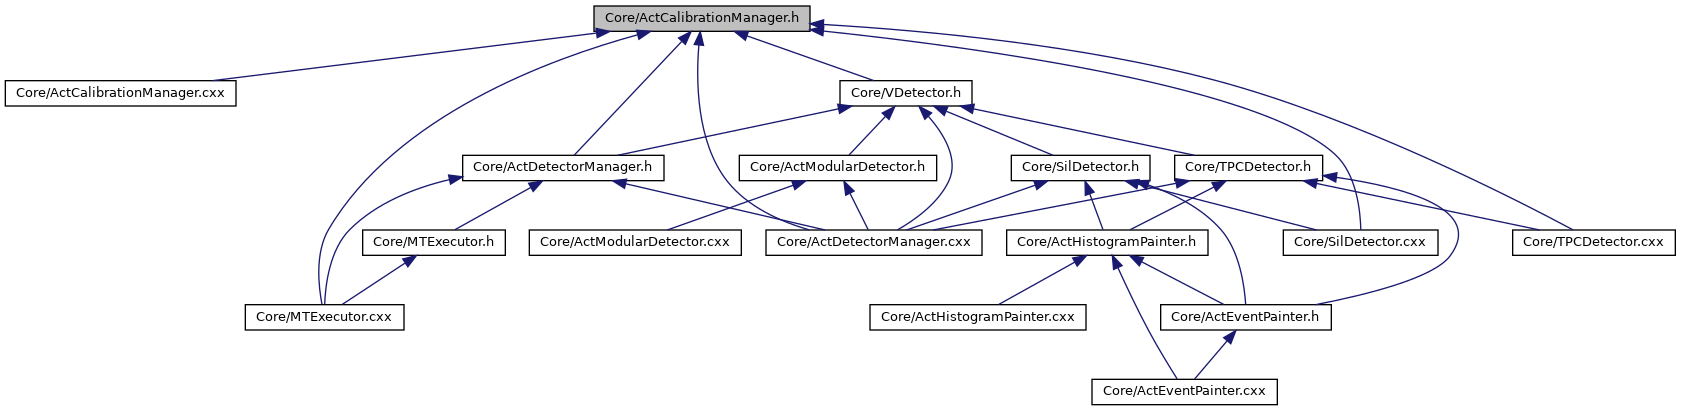 Core/ActCalibrationManager.h
Core/ActCalibrationManager.cxx
Core/VDetector.h
Core/ActDetectorManager.h
Core/ActModularDetector.h
Core/SilDetector.h
Core/TPCDetector.h
Core/MTExecutor.h
Core/ActModularDetector.cxx
Core/ActDetectorManager.cxx
Core/ActHistogramPainter.h
Core/SilDetector.cxx
Core/TPCDetector.cxx
Core/MTExecutor.cxx
Core/ActHistogramPainter.cxx
Core/ActEventPainter.h
Core/ActEventPainter.cxx